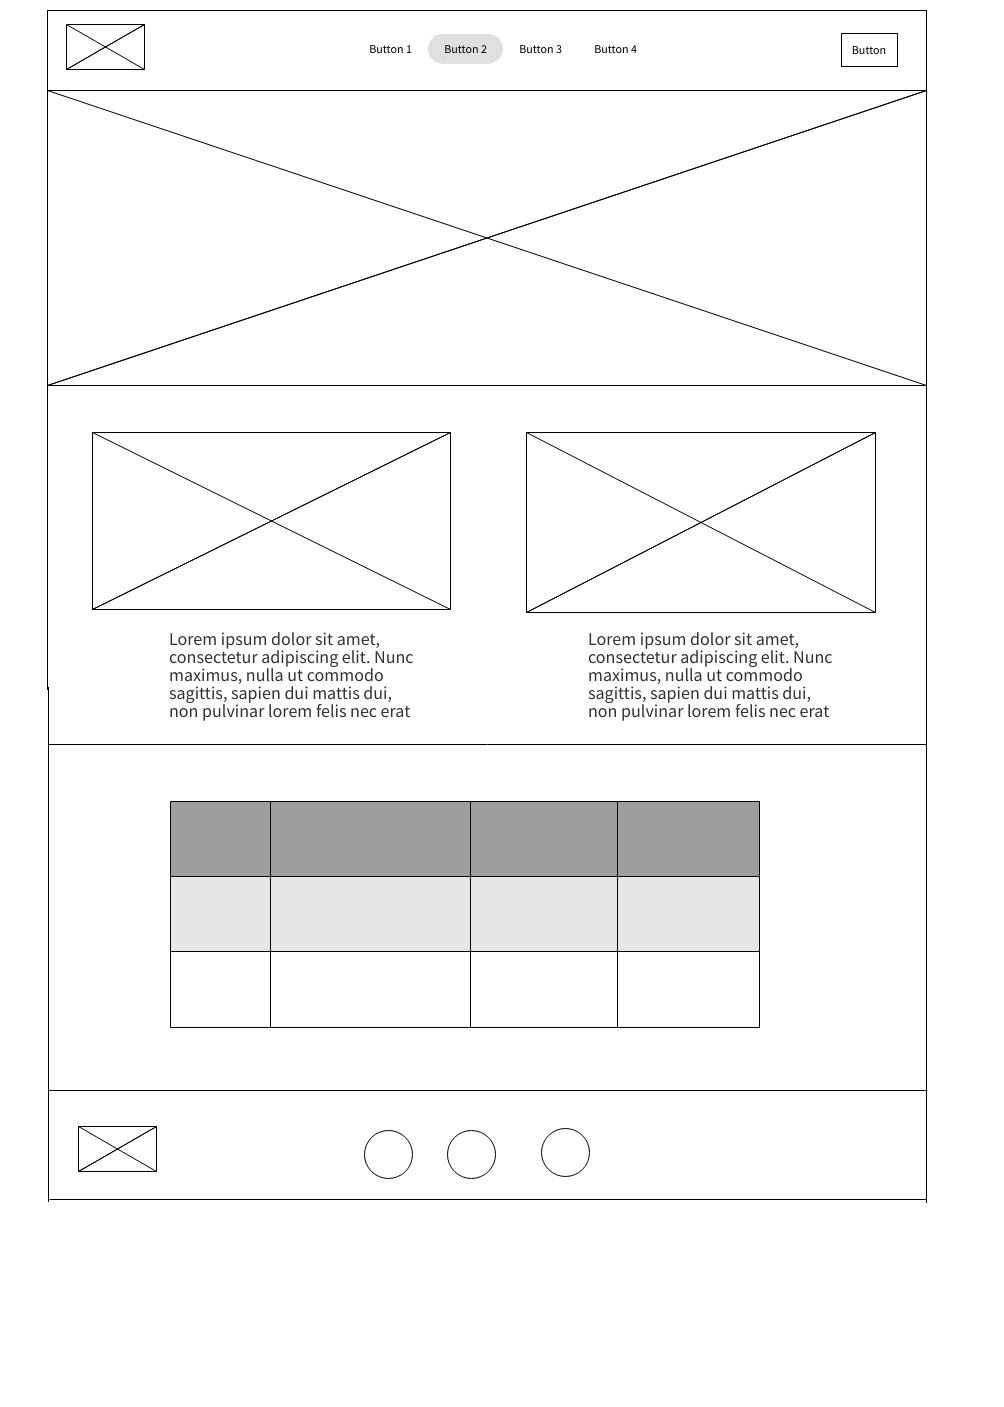 Button 1 Button 2 Button 3 Button 4 Button
Lorem ipsum dolor sit amet,
consectetur adipiscing elit. Nunc
maximus, nulla ut commodo
sagittis, sapien dui mattis dui,
non pulvinar lorem felis nec erat
Lorem ipsum dolor sit amet,
consectetur adipiscing elit. Nunc
maximus, nulla ut commodo
sagittis, sapien dui mattis dui,
non pulvinar lorem felis nec erat